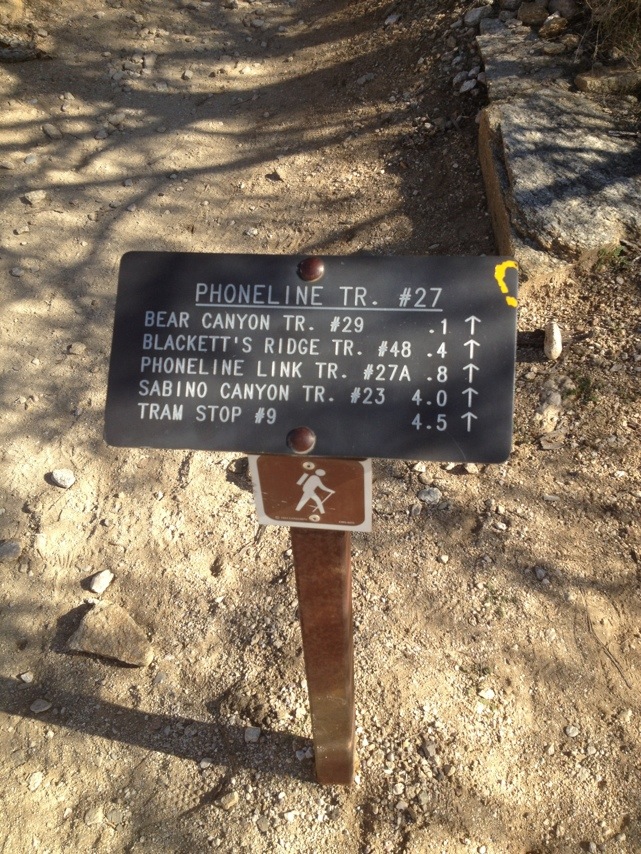 PHONELINE TR. #27
BEAR CANYON TR. #29 .1 ↑
BLACKETT'S RIDGE TR. #48 .4 ↑
PHONELINE LINK TR. #27A .8 ↑
SABINO CANYON TR. #23 4.0 ↑
TRAM STOP #9 4.5 ↑